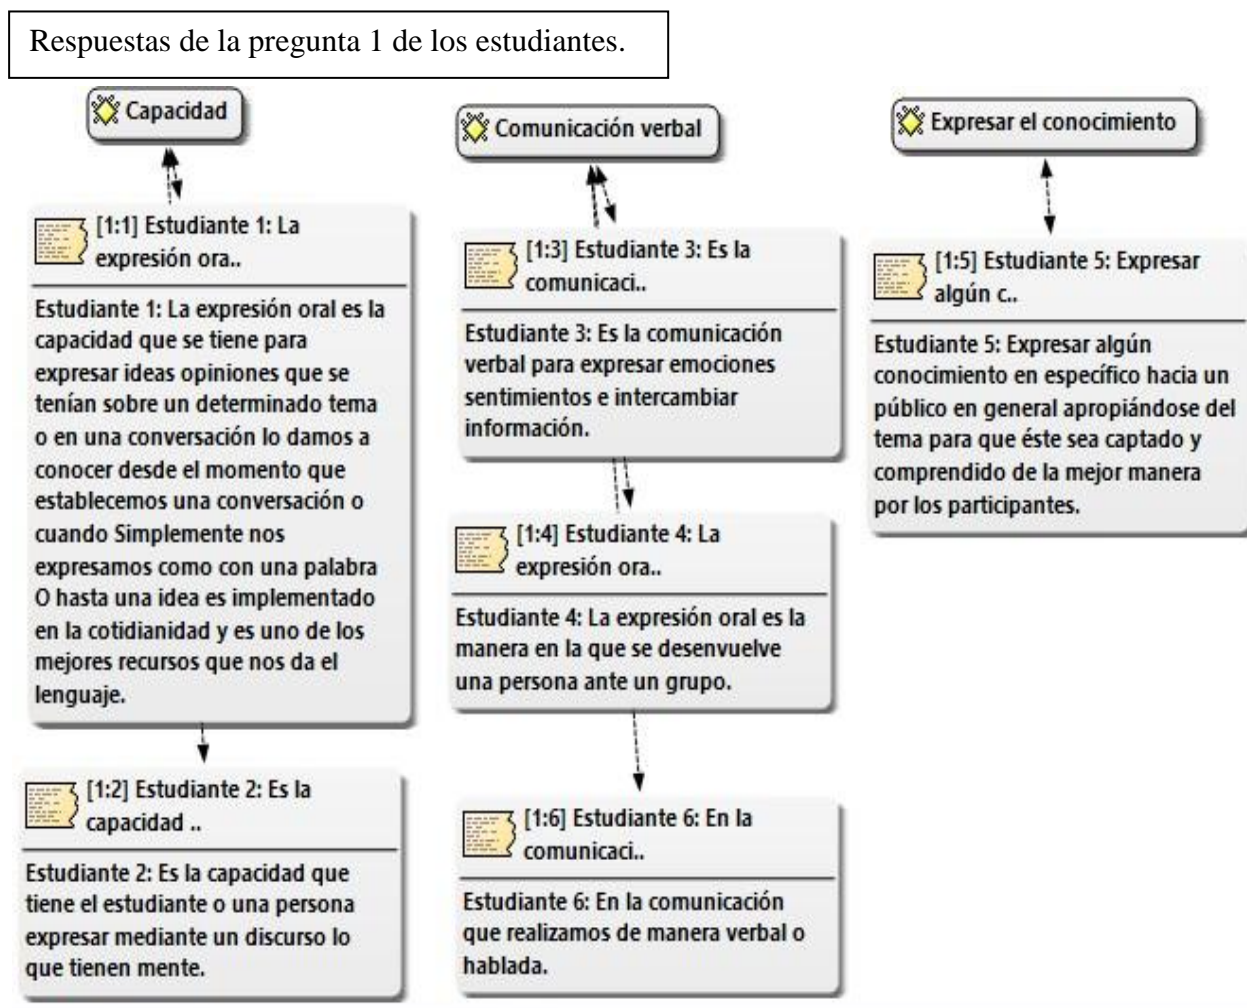 Respuestas de la pregunta 1 de los estudiantes.
Capacidad
[1:1] Estudiante 1: La
expresión ora..
Estudiante 1: La expresión oral es la
capacidad que se tiene para
expresar ideas opiniones que se
tenían sobre un determinado tema
o en una conversación lo damos a
conocer desde el momento que
establecemos una conversación o
cuando Simplemente nos
expresamos como con una palabra
O hasta una idea es implementado
en la cotidianidad y es uno de los
mejores recursos que nos da el
lenguaje.
[1:2] Estudiante 2: Es la
capacidad ..
Estudiante 2: Es la capacidad que
tiene el estudiante o una persona
expresar mediante un discurso lo
que tienen mente.
Comunicación verbal
[1:3] Estudiante 3: Es la
comunicaci..
Estudiante 3: Es la comunicación
verbal para expresar emociones
sentimientos e intercambiar
información.
[1:4] Estudiante 4: La
expresión ora..
Estudiante 4: La expresión oral es la
manera en la que se desenvuelve
una persona ante un grupo.
[1:6] Estudiante 6: En la
comunicaci..
Estudiante 6: En la comunicación
que realizamos de manera verbal o
hablada.
Expresar el conocimiento
[1:5] Estudiante 5: Expresar
algún c..
Estudiante 5: Expresar algún
conocimiento en específico hacia un
público en general apropiándose del
tema para que éste sea captado y
comprendido de la mejor manera
por los participantes.